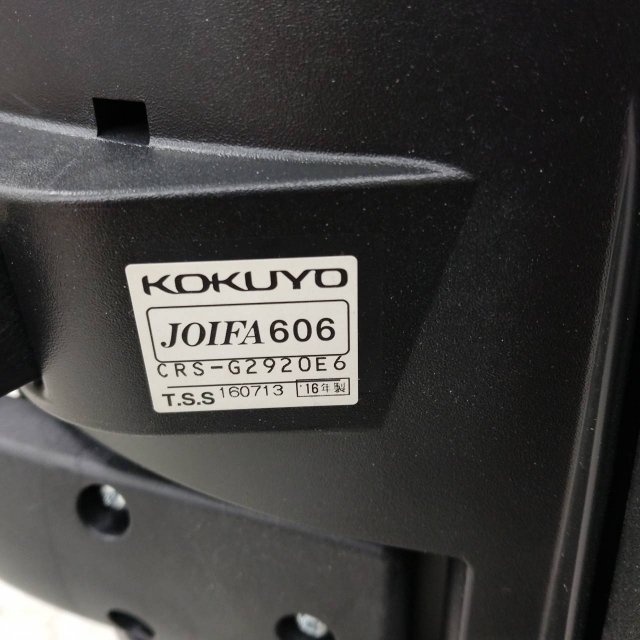 KOKUYO
JOIFA606
CRS-G2920E6
T.S.S 160713 16年製